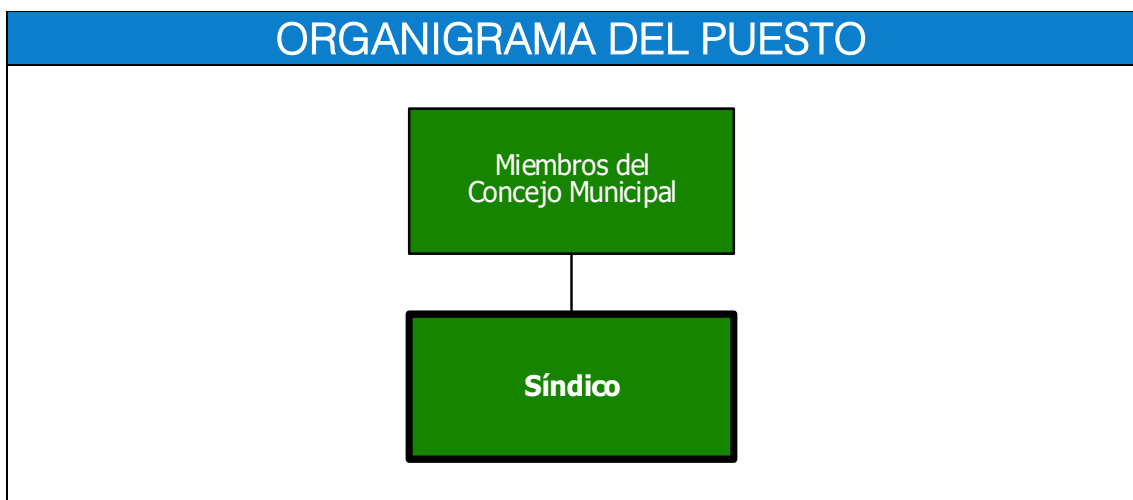 ORGANIGRAMA DEL PUESTO
Miembros del
Concejo Municipal
Síndico